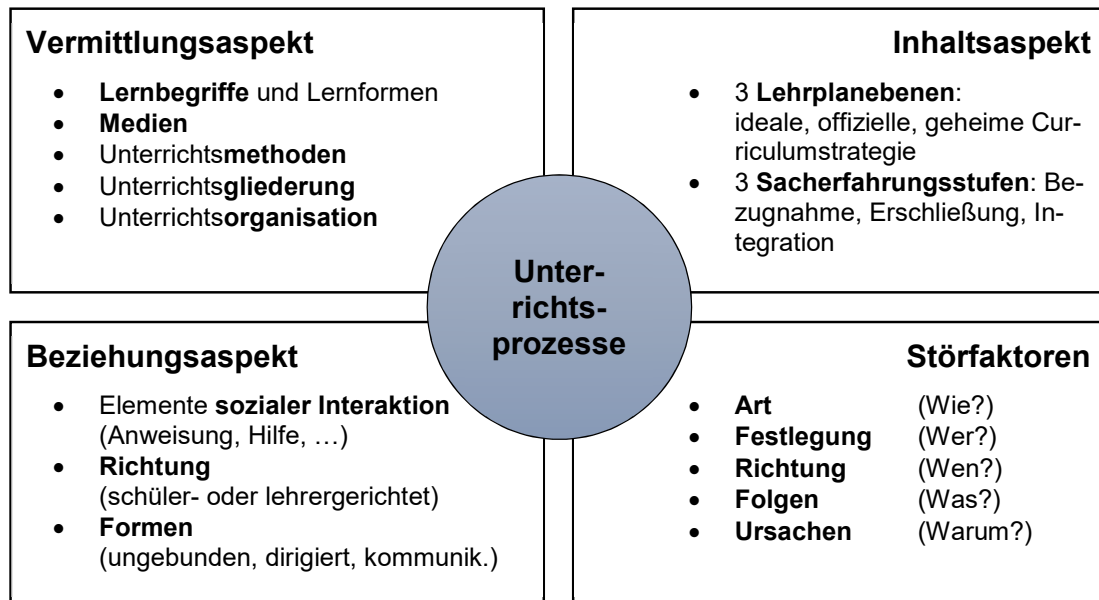 Vermittlungsaspekt
• Lernbegriffe und Lernformen
• Medien
• Unterrichtsmethoden
• Unterrichtsgliederung
• Unterrichtsorganisation
Inhaltsaspekt
• 3 Lehrplanebenen:
ideale, offizielle, geheime Cur-
riculumstrategie
• 3 Sacherfahrungsstufen: Be-
zugnahme, Erschließung, In-
tegration
Unter-
richts-
prozesse
Beziehungsaspekt
• Elemente sozialer Interaktion
(Anweisung, Hilfe, …)
• Richtung
(schüler- oder lehrergerichtet)
• Formen
(ungebunden, dirigiert, kommunik.)
Störfaktoren
• Art (Wie?)
• Festlegung (Wer?)
• Richtung (Wen?)
• Folgen (Was?)
• Ursachen (Warum?)